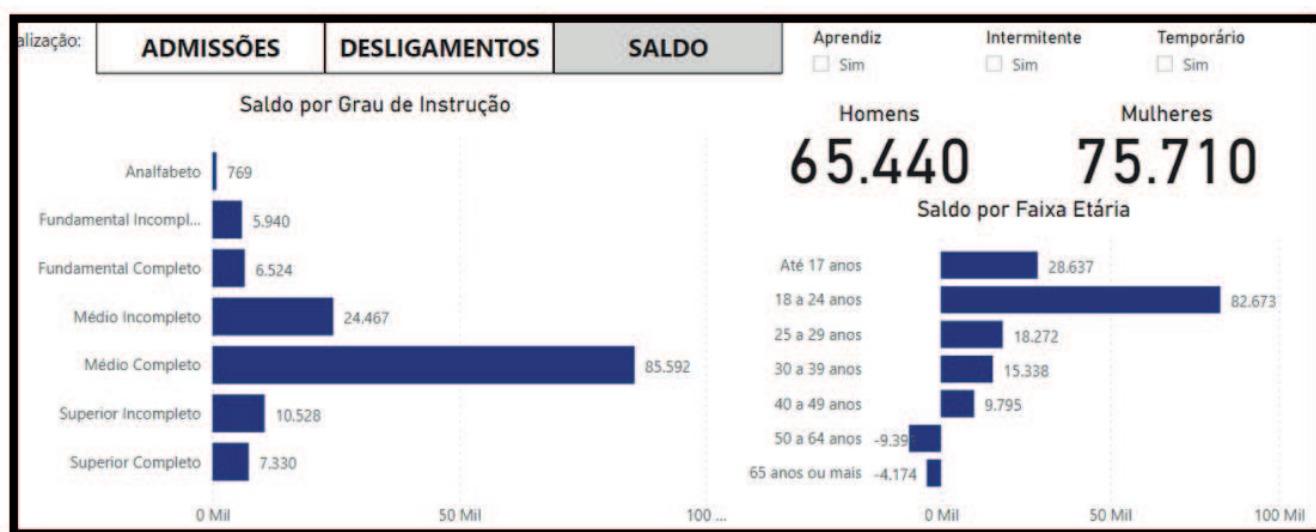 alização:
ADMISSÕES DESLIGAMENTOS SALDO
Aprendiz Intermitente Temporário
Sim Sim Sim
Saldo por Grau de Instrução
Analfabeto 769
Fundamental Incompl... 5.940
Fundamental Completo 6.524
Médio Incompleto 24.467
Médio Completo 85.592
Superior Incompleto 10.528
Superior Completo 7.330
0 Mil 50 Mil 100 ...
Homens Mulheres
65.440 75.710
Saldo por Faixa Etária
Até 17 anos 28.637
18 a 24 anos 82.673
25 a 29 anos 18.272
30 a 39 anos 15.338
40 a 49 anos 9.795
50 a 64 anos
65 anos ou mais -4.174
0 Mil 50 Mil 100 Mil